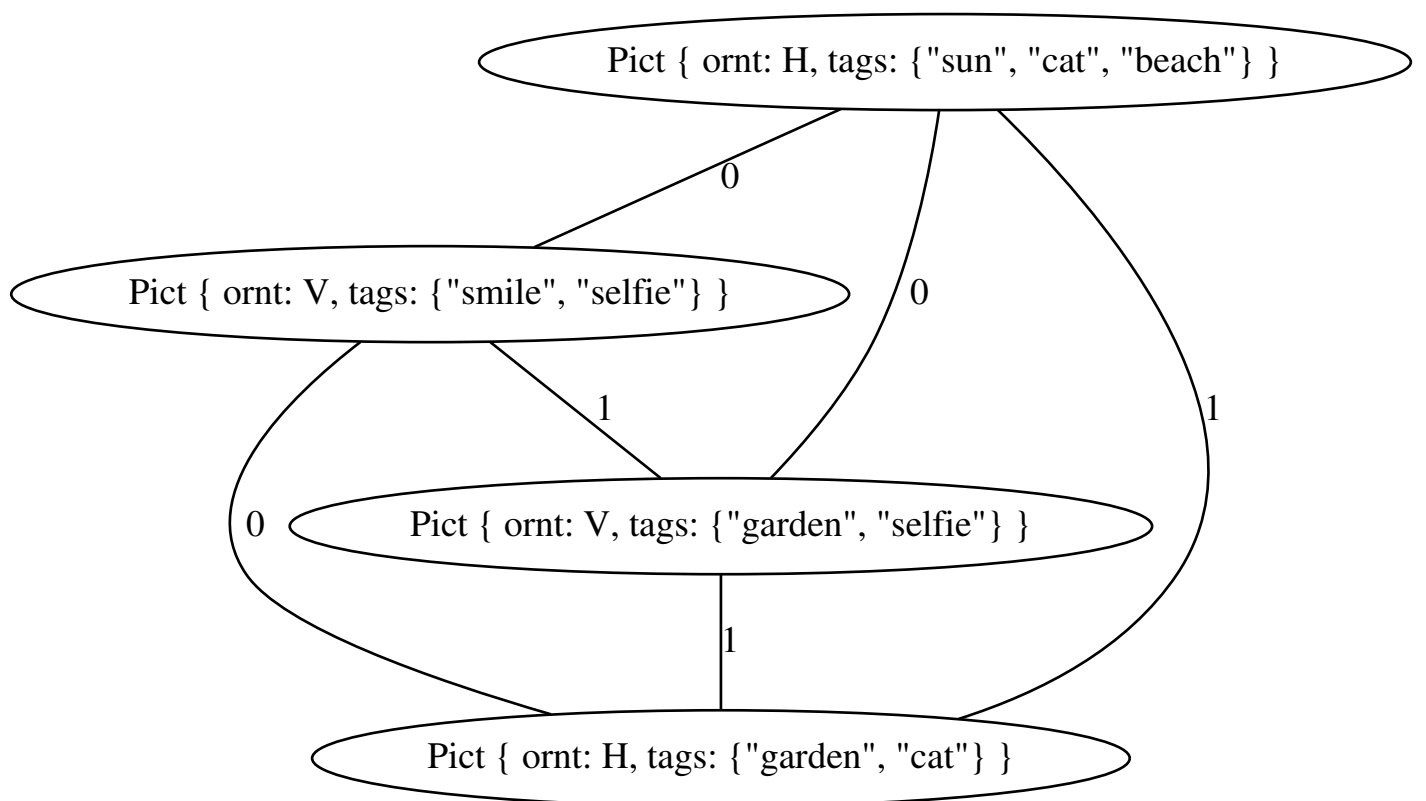 Pict { ornt: H, tags: {"sun", "cat", "beach"} }
0
Pict { ornt: V, tags: {"smile", "selfie"} }
0
1
1
0
Pict { ornt: V, tags: {"garden", "selfie"} }
1
Pict { ornt: H, tags: {"garden", "cat"} }